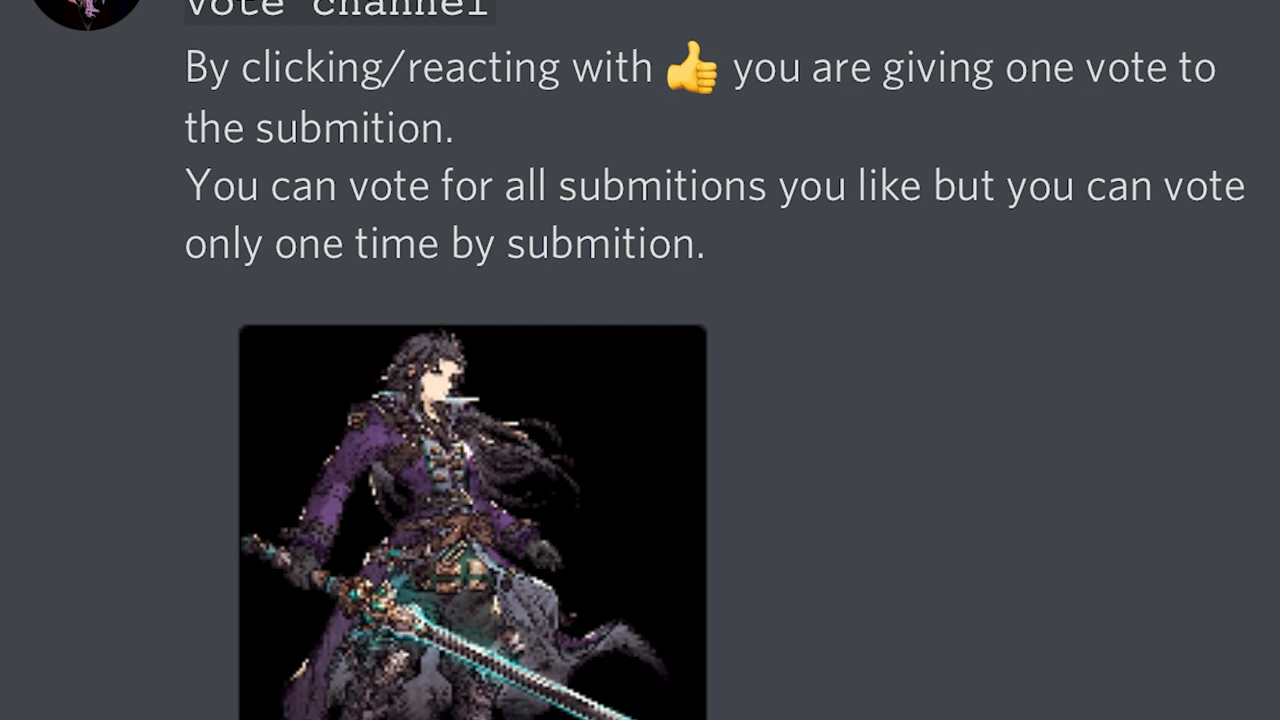 vote channel
By clicking/reacting with 👍 you are giving one vote to
the submition.
You can vote for all submitions you like but you can vote
only one time by submition.